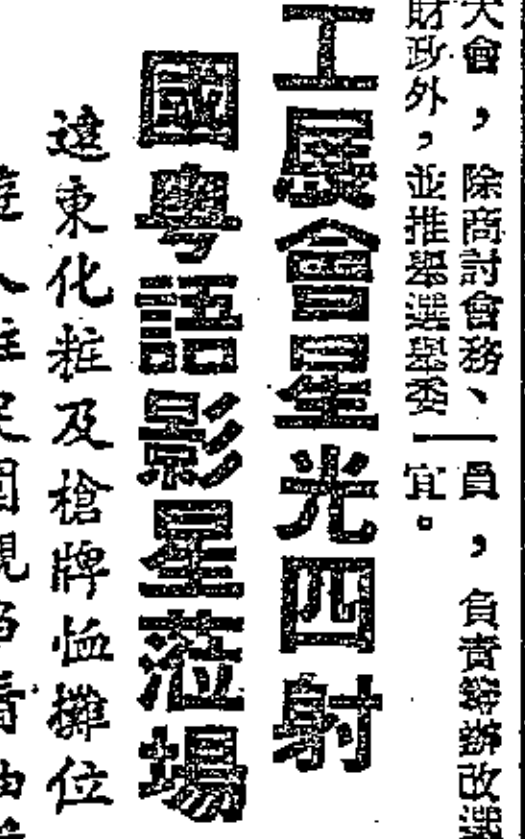 大會，除商討會務、
財政外，並推舉選舉委
員，負責籌辦改選
宜。
工展會星光四射
國粵語影星蒞場
遠東化粧及槍牌恤攤位